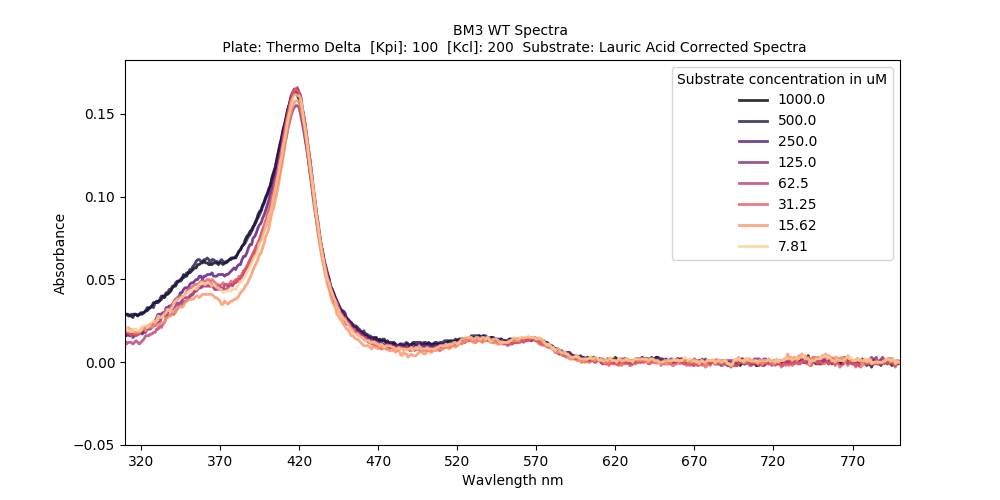 BM3 WT Spectra
Plate: Thermo Delta  [Kpi]: 100  [Kcl]: 200  Substrate: Lauric Acid Corrected Spectra
Substrate concentration in uM
1000.0
500.0
250.0
125.0
62.5
31.25
15.62
7.81
Absorbance
0.15
0.10
0.05
0.00
−0.05
320 370 420 470 520 570 620 670 720 770
Wavlength nm